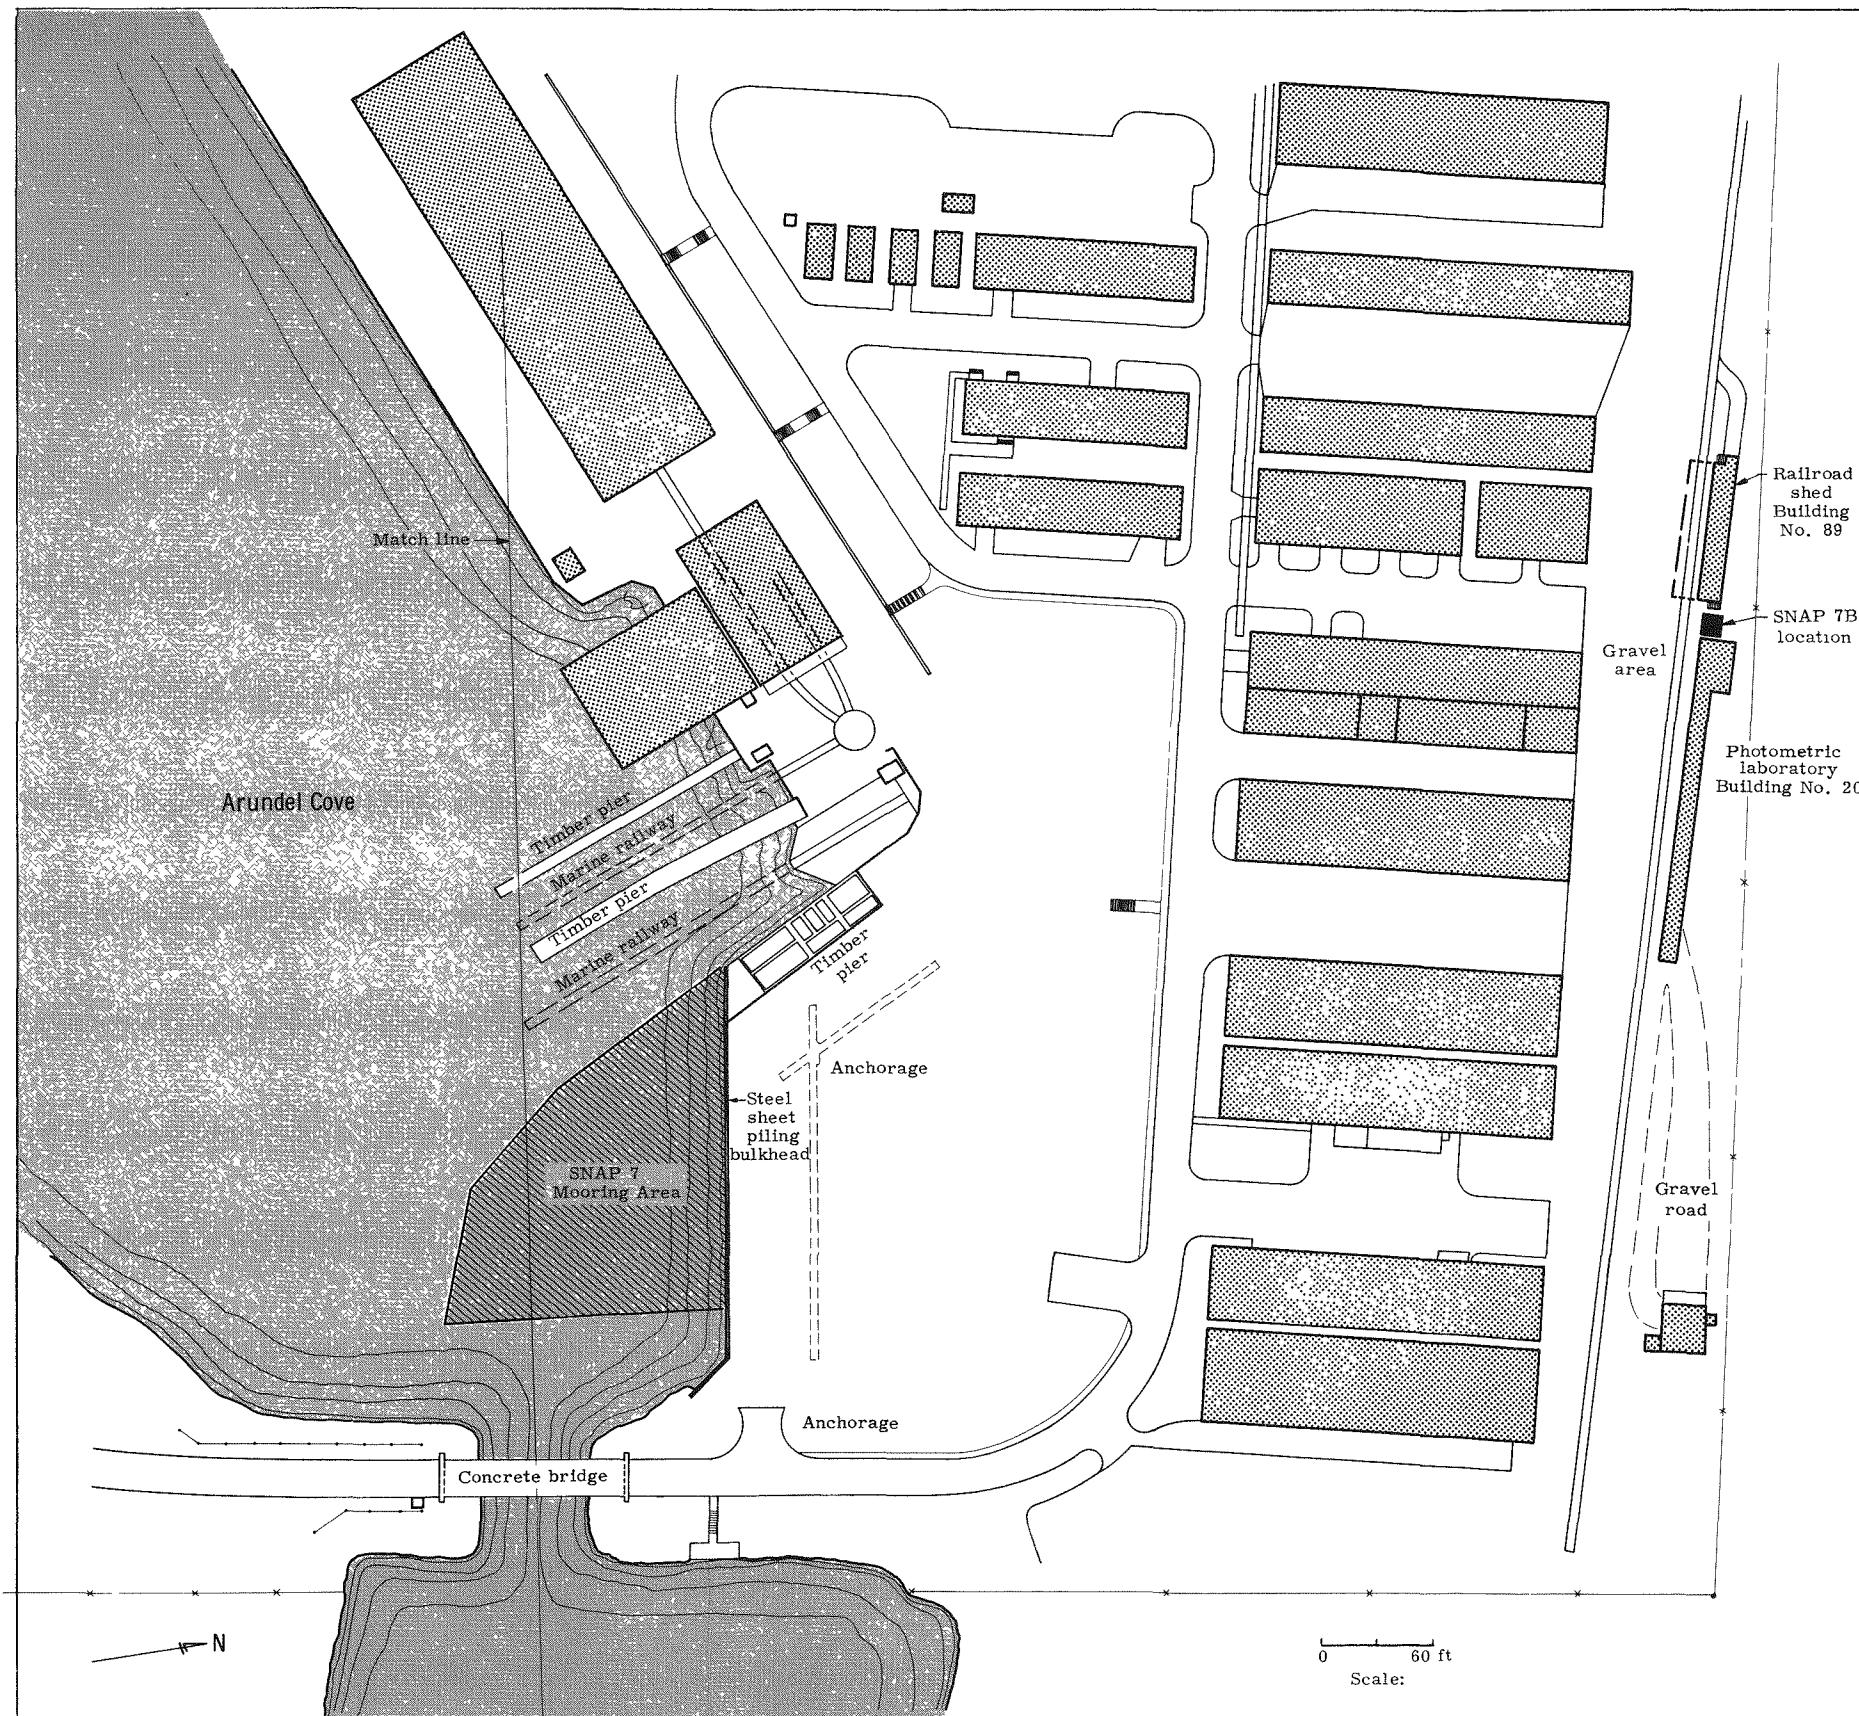 Match line
Railroad
shed
Building
No. 89
SNAP 7B
location
Gravel
area
Photometric
laboratory
Building No. 20
Arundel Cove
Timber pier
Marine railway
Timber pier
Marine railway
Timber
pier
Anchorage
Steel
sheet
piling
bulkhead
SNAP 7
Mooring Area
Gravel
road
Anchorage
Concrete bridge
N
0 60 ft
Scale: